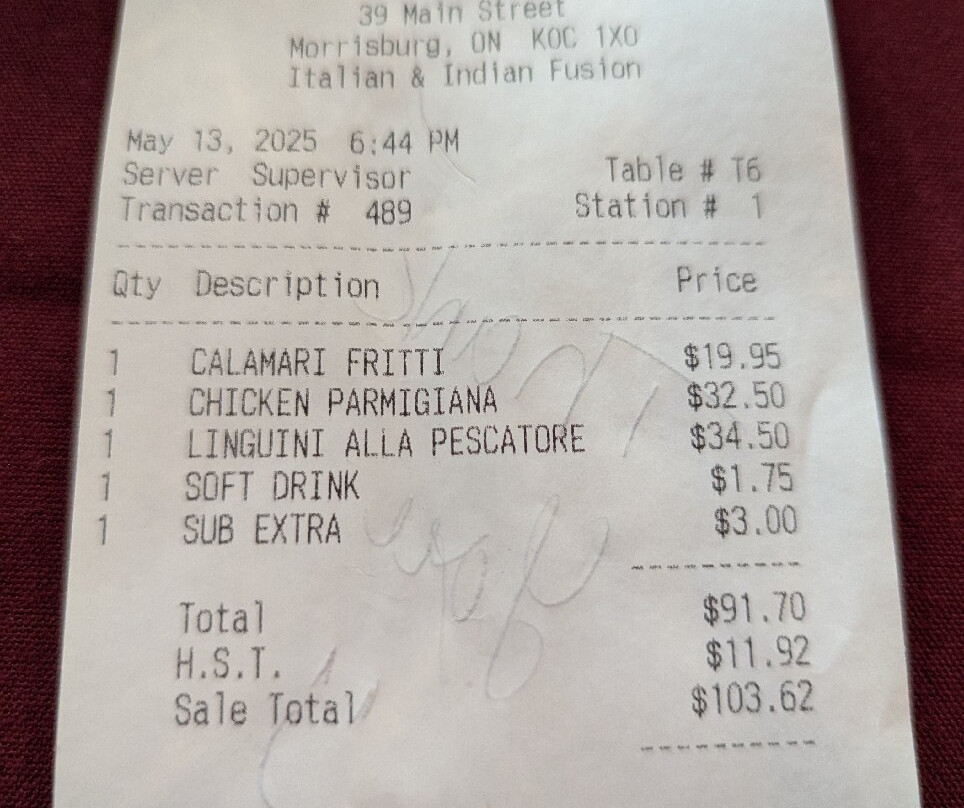 39 Main Street
Morrisburg, ON K0C 1X0
Italian & Indian Fusion
May 13, 2025 6:44 PM
Server Supervisor Table # T6
Transaction # 489 Station # 1
Qty Description Price
1 CALAMARI FRITTI $19.95
1 CHICKEN PARMIGIANA $32.50
1 LINGUINI ALLA PESCATORE $34.50
1 SOFT DRINK $1.75
1 SUB EXTRA $3.00
Total $91.70
H.S.T. $11.92
Sale Total $103.62